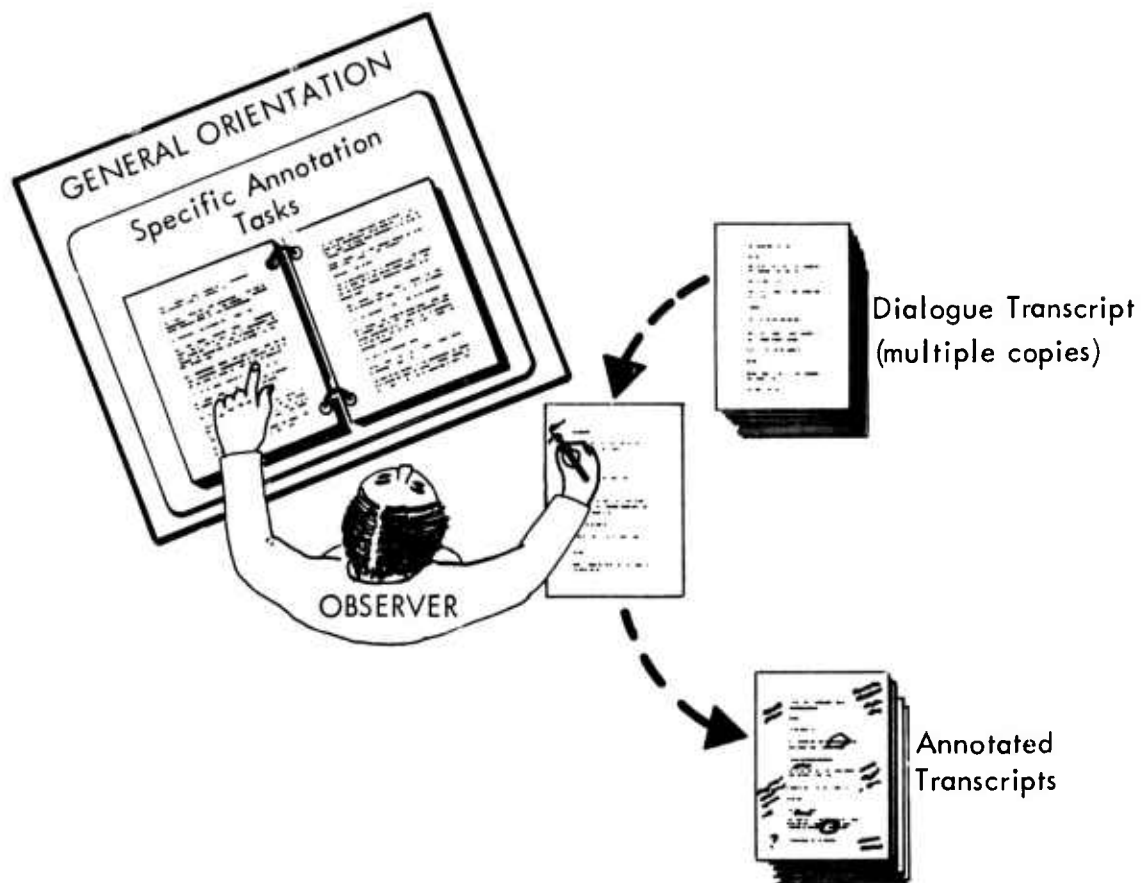 GENERAL ORIENTATION
Specific Annotation
Tasks
Dialogue Transcript
(multiple copies)
OBSERVER
Annotated
Transcripts
?